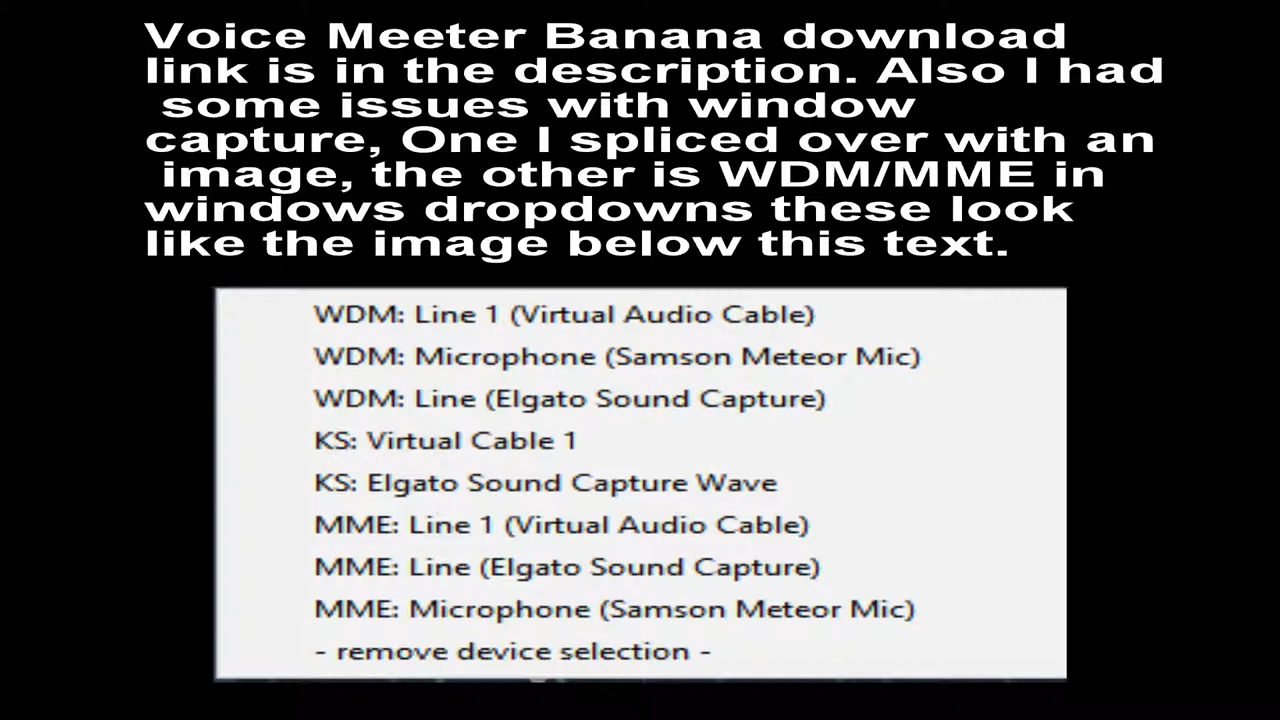 Voice Meeter Banana download
link is in the description. Also I had
some issues with window
capture, One I spliced over with an
image, the other is WDM/MME in
windows dropdowns these look
like the image below this text.
WDM: Line 1 (Virtual Audio Cable)
WDM: Microphone (Samson Meteor Mic)
WDM: Line (Elgato Sound Capture)
KS: Virtual Cable 1
KS: Elgato Sound Capture Wave
MME: Line 1 (Virtual Audio Cable)
MME: Line (Elgato Sound Capture)
MME: Microphone (Samson Meteor Mic)
- remove device selection -